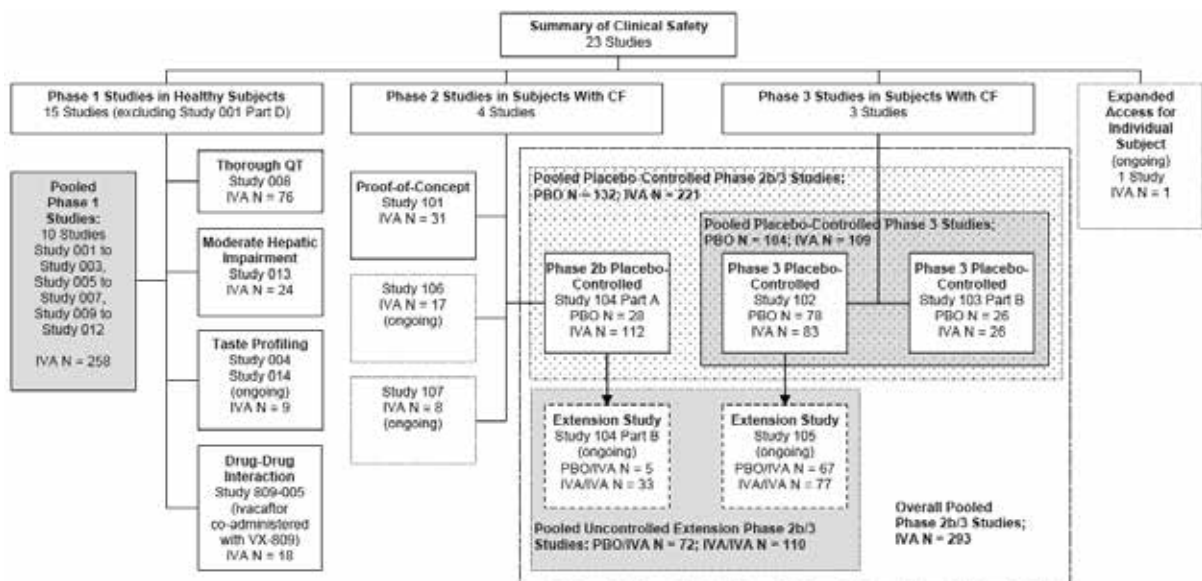 Summary of Clinical Safety
23 Studies
Phase 1 Studies in Healthy Subjects
15 Studies (excluding Study 001 Part D)
Phase 2 Studies in Subjects With CF
4 Studies
Phase 3 Studies in Subjects With CF
3 Studies
Expanded
Access for
Individual
Subject
(ongoing)
1 Study
IVA N = 1
Pooled
Phase 1
Studies:
10 Studies
Study 001 to
Study 003,
Study 005 to
Study 007,
Study 009 to
Study 012
IVA N = 258
Thorough QT
Study 008
IVA N = 76
Moderate Hepatic
Impairment
Study 013
IVA N = 24
Taste Profiling
Study 004
Study 014
(ongoing)
IVA N = 9
Drug-Drug
Interaction
Study 809-005
(Ivacaftor
co-administered
with VX-809)
IVA N = 18
Proof-of-Concept
Study 101
IVA N = 31
Study 106
IVA N = 17
(ongoing)
Study 107
IVA N = 8
(ongoing)
Pooled Placebo-Controlled Phase 2b/3 Studies;
PBO N = 132; IVA N = 221
Pooled Placebo-Controlled Phase 3 Studies;
PBO N = 104; IVA N = 109
Phase 2b Placebo-
Controlled
Study 104 Part A
PBO N = 28
IVA N = 112
Phase 3 Placebo-
Controlled
Study 102
PBO N = 78
IVA N = 83
Phase 3 Placebo-
Controlled
Study 103 Part B
PBO N = 26
IVA N = 26
Extension Study
Study 104 Part B
(ongoing)
PBO/IVA N = 5
IVA/IVA N = 33
Extension Study
Study 105
(ongoing)
PBO/IVA N = 67
IVA/IVA N = 77
Pooled Uncontrolled Extension Phase 2b/3
Studies: PBO/IVA N = 72; IVA/IVA N = 110
Overall Pooled
Phase 2b/3 Studies;
IVA N = 293